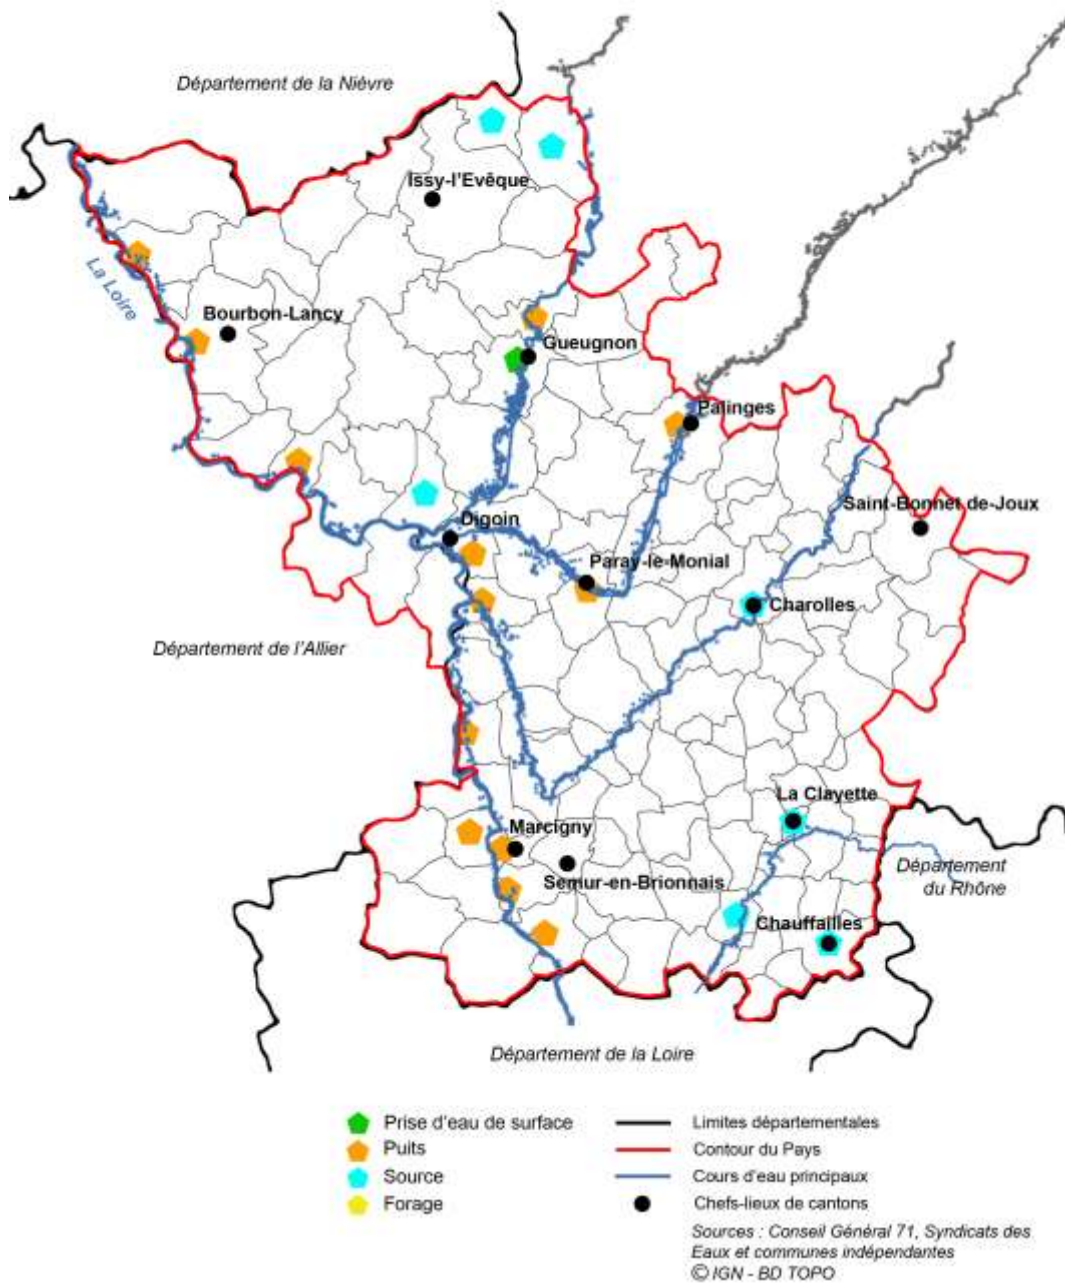 Département de la Nièvre
Issy-l'Evêque
La Loire
Bourbon-Lancy
Gueugnon
Palinges
Saint-Bonnet-de-Joux
Digoin
Paray-le-Monial
Charolles
Département de l'Allier
La Clayette
Marcigny
Semur-en-Brionnais
Département
du Rhône
Chauffailles
Département de la Loire
Prise d'eau de surface
Puits
Source
Forage
Limites départementales
Contour du Pays
Cours d'eau principaux
Chefs-lieux de cantons
Sources : Conseil Général 71, Syndicats des
Eaux et communes indépendantes
© IGN - BD TOPO